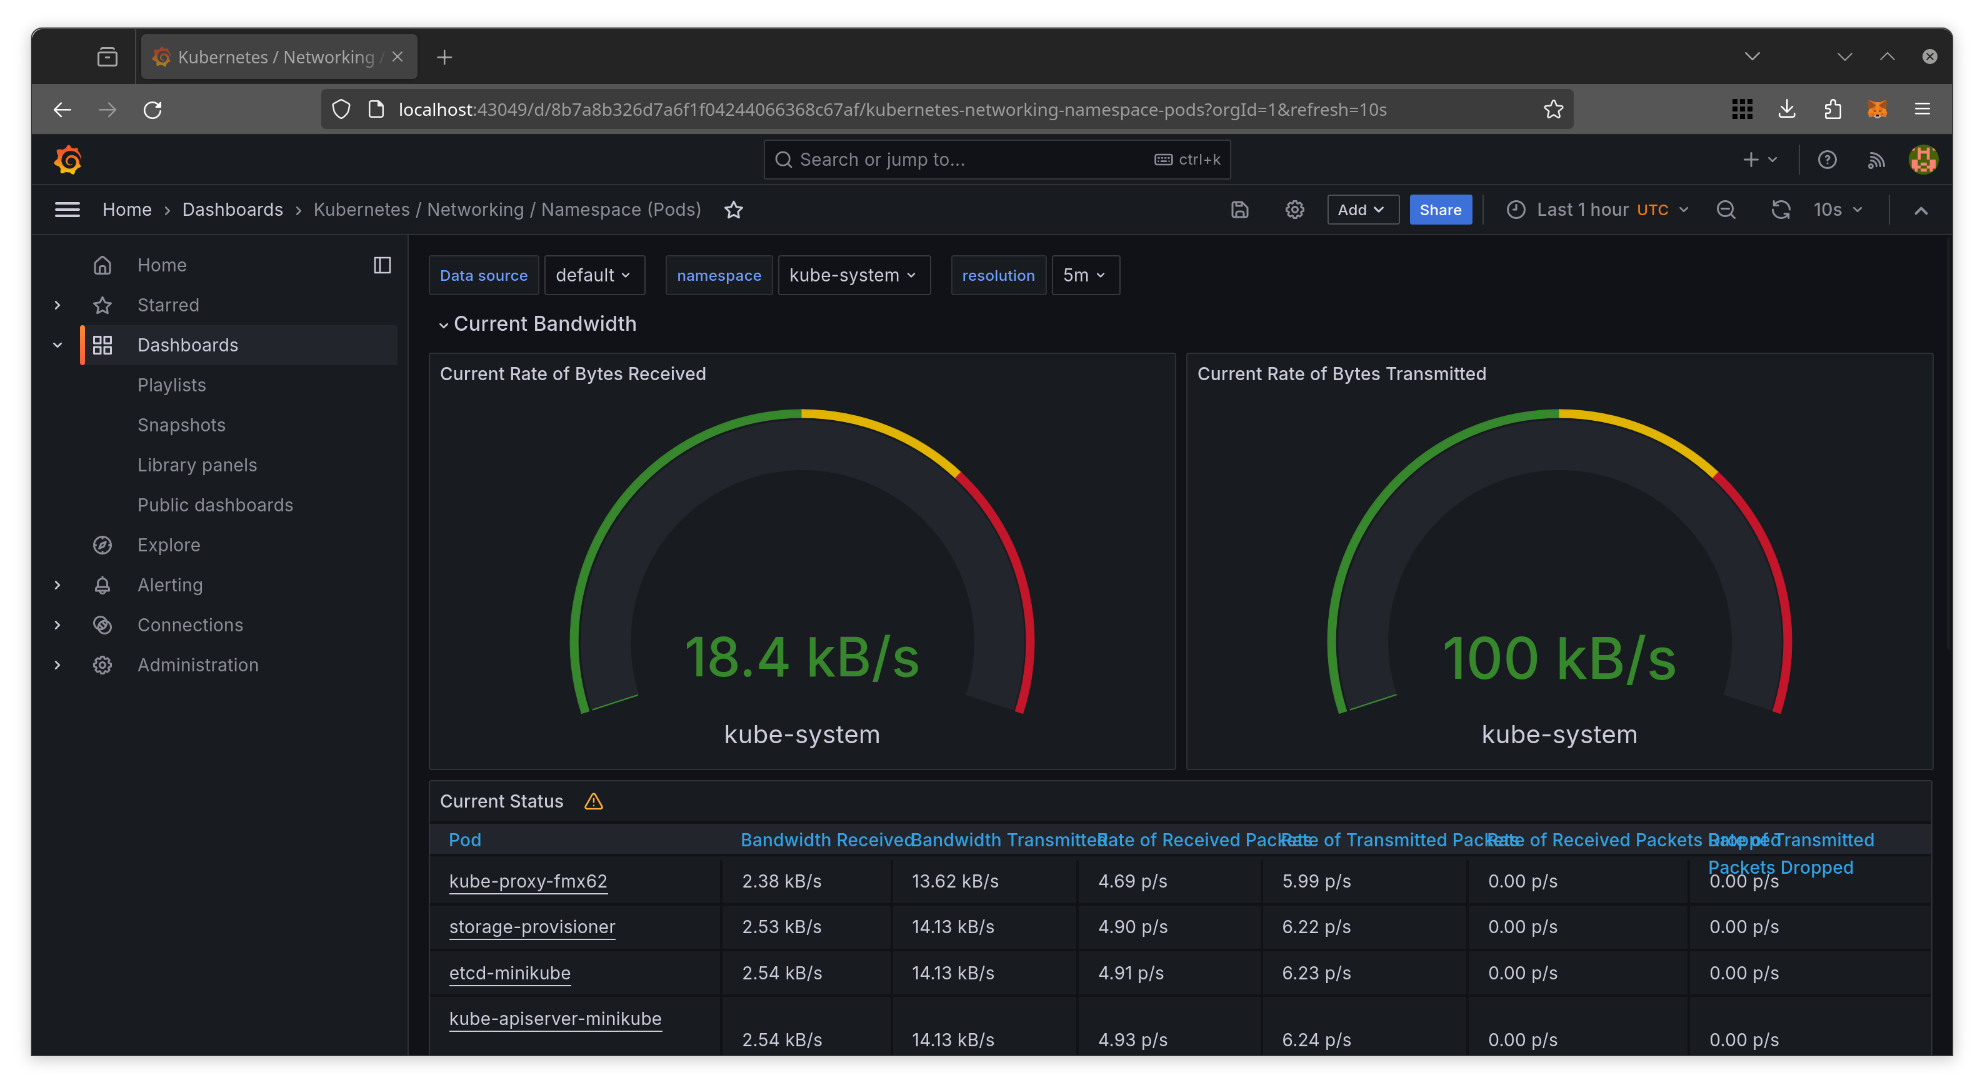 Kubernetes / Networking /
localhost:43049/d/8b7a8b326d7a6f1f04244066368c67af/kubernetes-networking-namespace-pods?orgId=1&refresh=10s
Search or jump to... ctrl+k
Home › Dashboards › Kubernetes / Networking / Namespace (Pods) Add Share Last 1 hour UTC 10s
Home
Starred
Dashboards
Playlists
Snapshots
Library panels
Public dashboards
Explore
Alerting
Connections
Administration
Data source default namespace kube-system resolution 5m
Current Bandwidth
Current Rate of Bytes Received
18.4 kB/s
kube-system
Current Rate of Bytes Transmitted
100 kB/s
kube-system
Current Status
Pod Bandwidth Received Bandwidth Transmitted Rate of Received Packets Rate of Transmitted Packets Rate of Received Packets Dropped Rate of Transmitted
Packets Dropped
kube-proxy-fmx62 2.38 kB/s 13.62 kB/s 4.69 p/s 5.99 p/s 0.00 p/s 0.00 p/s
storage-provisioner 2.53 kB/s 14.13 kB/s 4.90 p/s 6.22 p/s 0.00 p/s 0.00 p/s
etcd-minikube 2.54 kB/s 14.13 kB/s 4.91 p/s 6.23 p/s 0.00 p/s 0.00 p/s
kube-apiserver-minikube 2.54 kB/s 14.13 kB/s 4.93 p/s 6.24 p/s 0.00 p/s 0.00 p/s